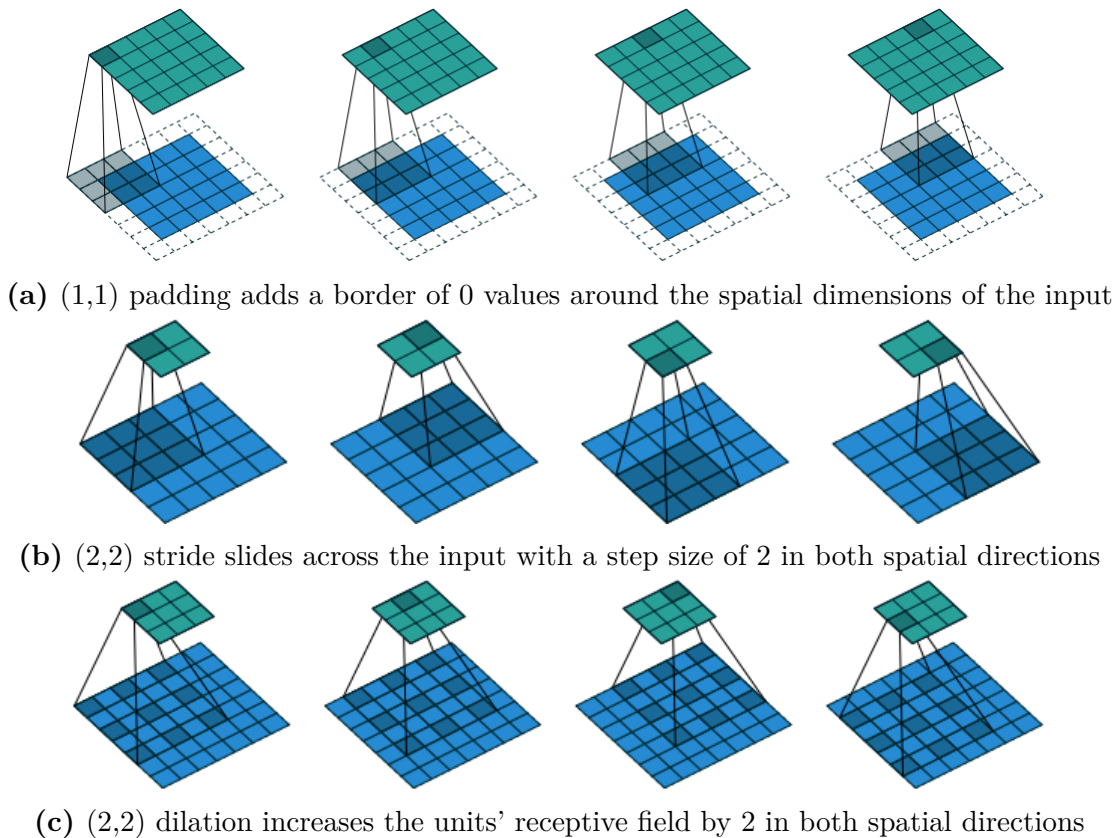 (a) (1,1) padding adds a border of 0 values around the spatial dimensions of the input
(b) (2,2) stride slides across the input with a step size of 2 in both spatial directions
(c) (2,2) dilation increases the units' receptive field by 2 in both spatial directions